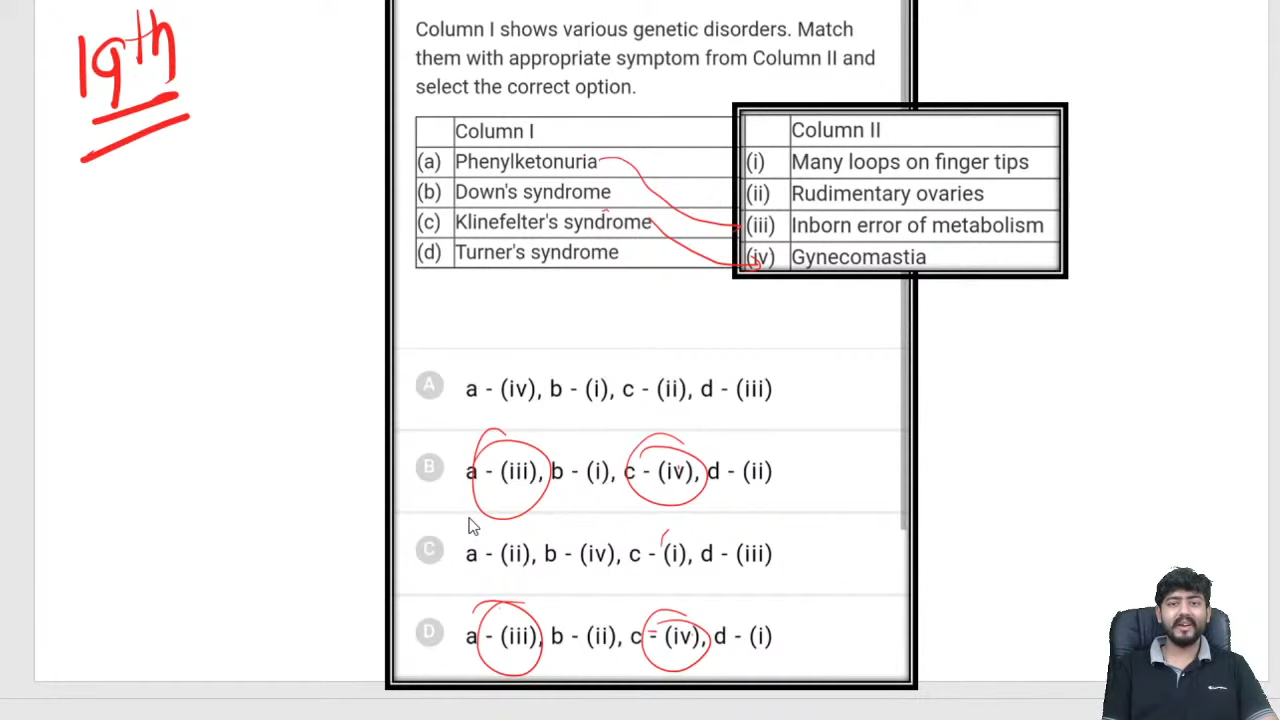 19th
Column I shows various genetic disorders. Match
them with appropriate symptom from Column II and
select the correct option.
Column I
(a) Phenylketonuria
(b) Down's syndrome
(c) Klinefelter's syndrome
(d) Turner's syndrome
Column II
(i) Many loops on finger tips
(ii) Rudimentary ovaries
(iii) Inborn error of metabolism
(iv) Gynecomastia
A a - (iv), b - (i), c - (ii), d - (iii)
B a - (iii), b - (i), c - (iv), d - (ii)
C a - (ii), b - (iv), c - (i), d - (iii)
D a - (iii), b - (ii), c - (iv), d - (i)